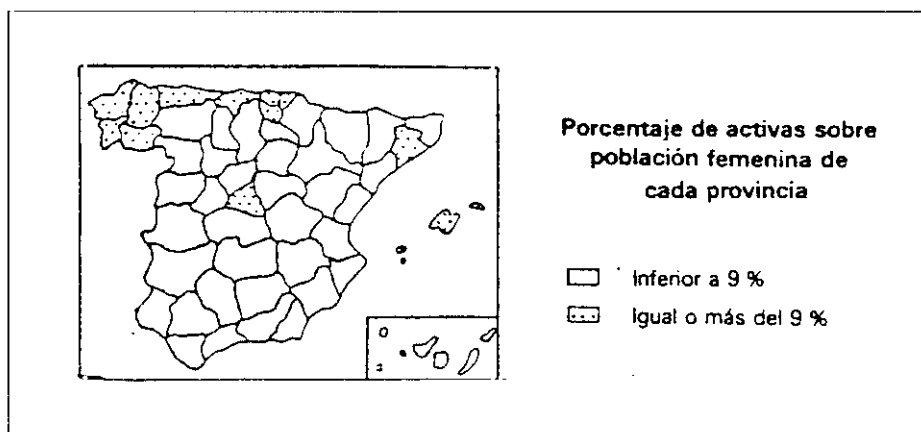 Porcentaje de activas sobre
población femenina de
cada provincia
Inferior a 9 %
Igual o más del 9 %